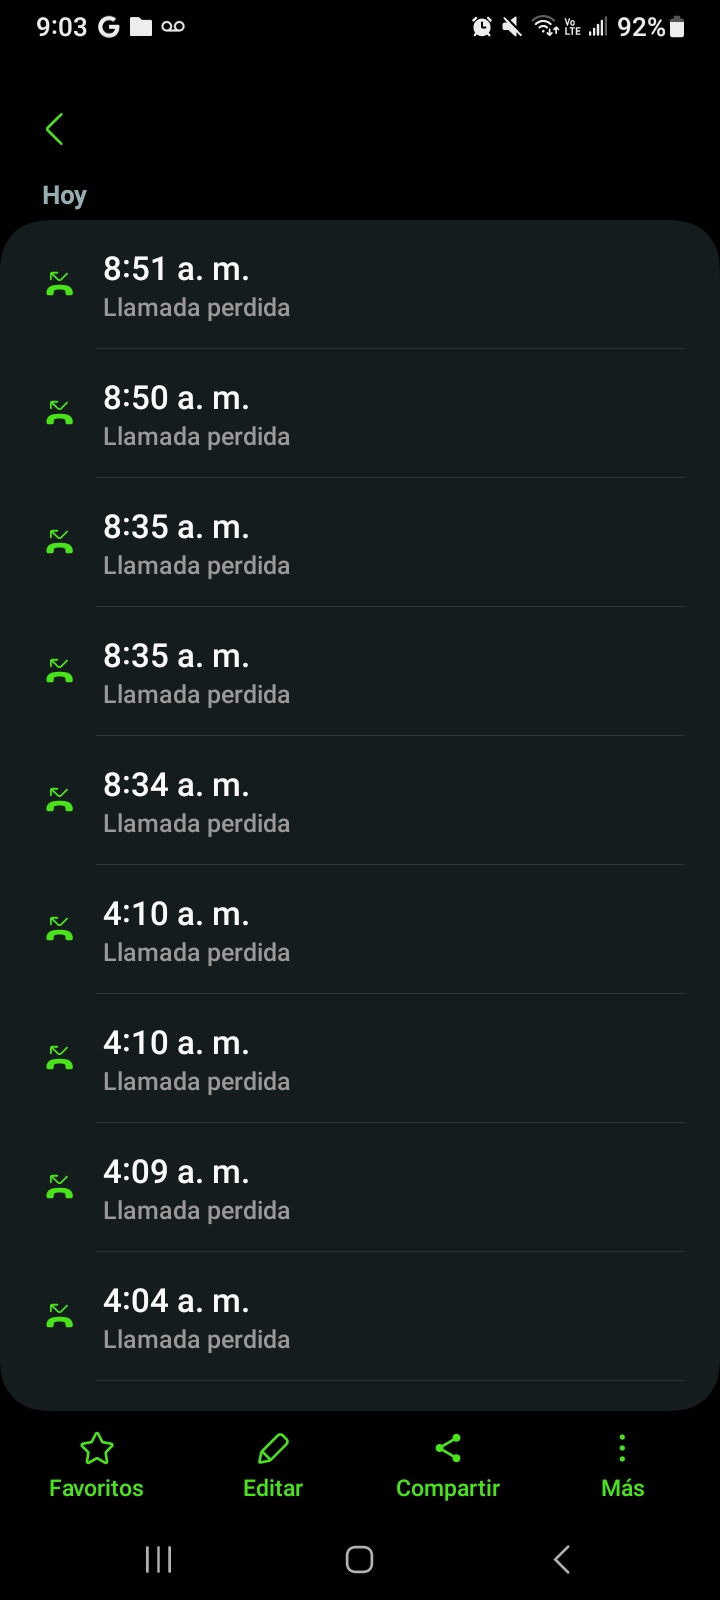 9:03 G Vo LTE 92%
Hoy
8:51 a. m.
Llamada perdida
8:50 a. m.
Llamada perdida
8:35 a. m.
Llamada perdida
8:35 a. m.
Llamada perdida
8:34 a. m.
Llamada perdida
4:10 a. m.
Llamada perdida
4:10 a. m.
Llamada perdida
4:09 a. m.
Llamada perdida
4:04 a. m.
Llamada perdida
Favoritos Editar Compartir Más